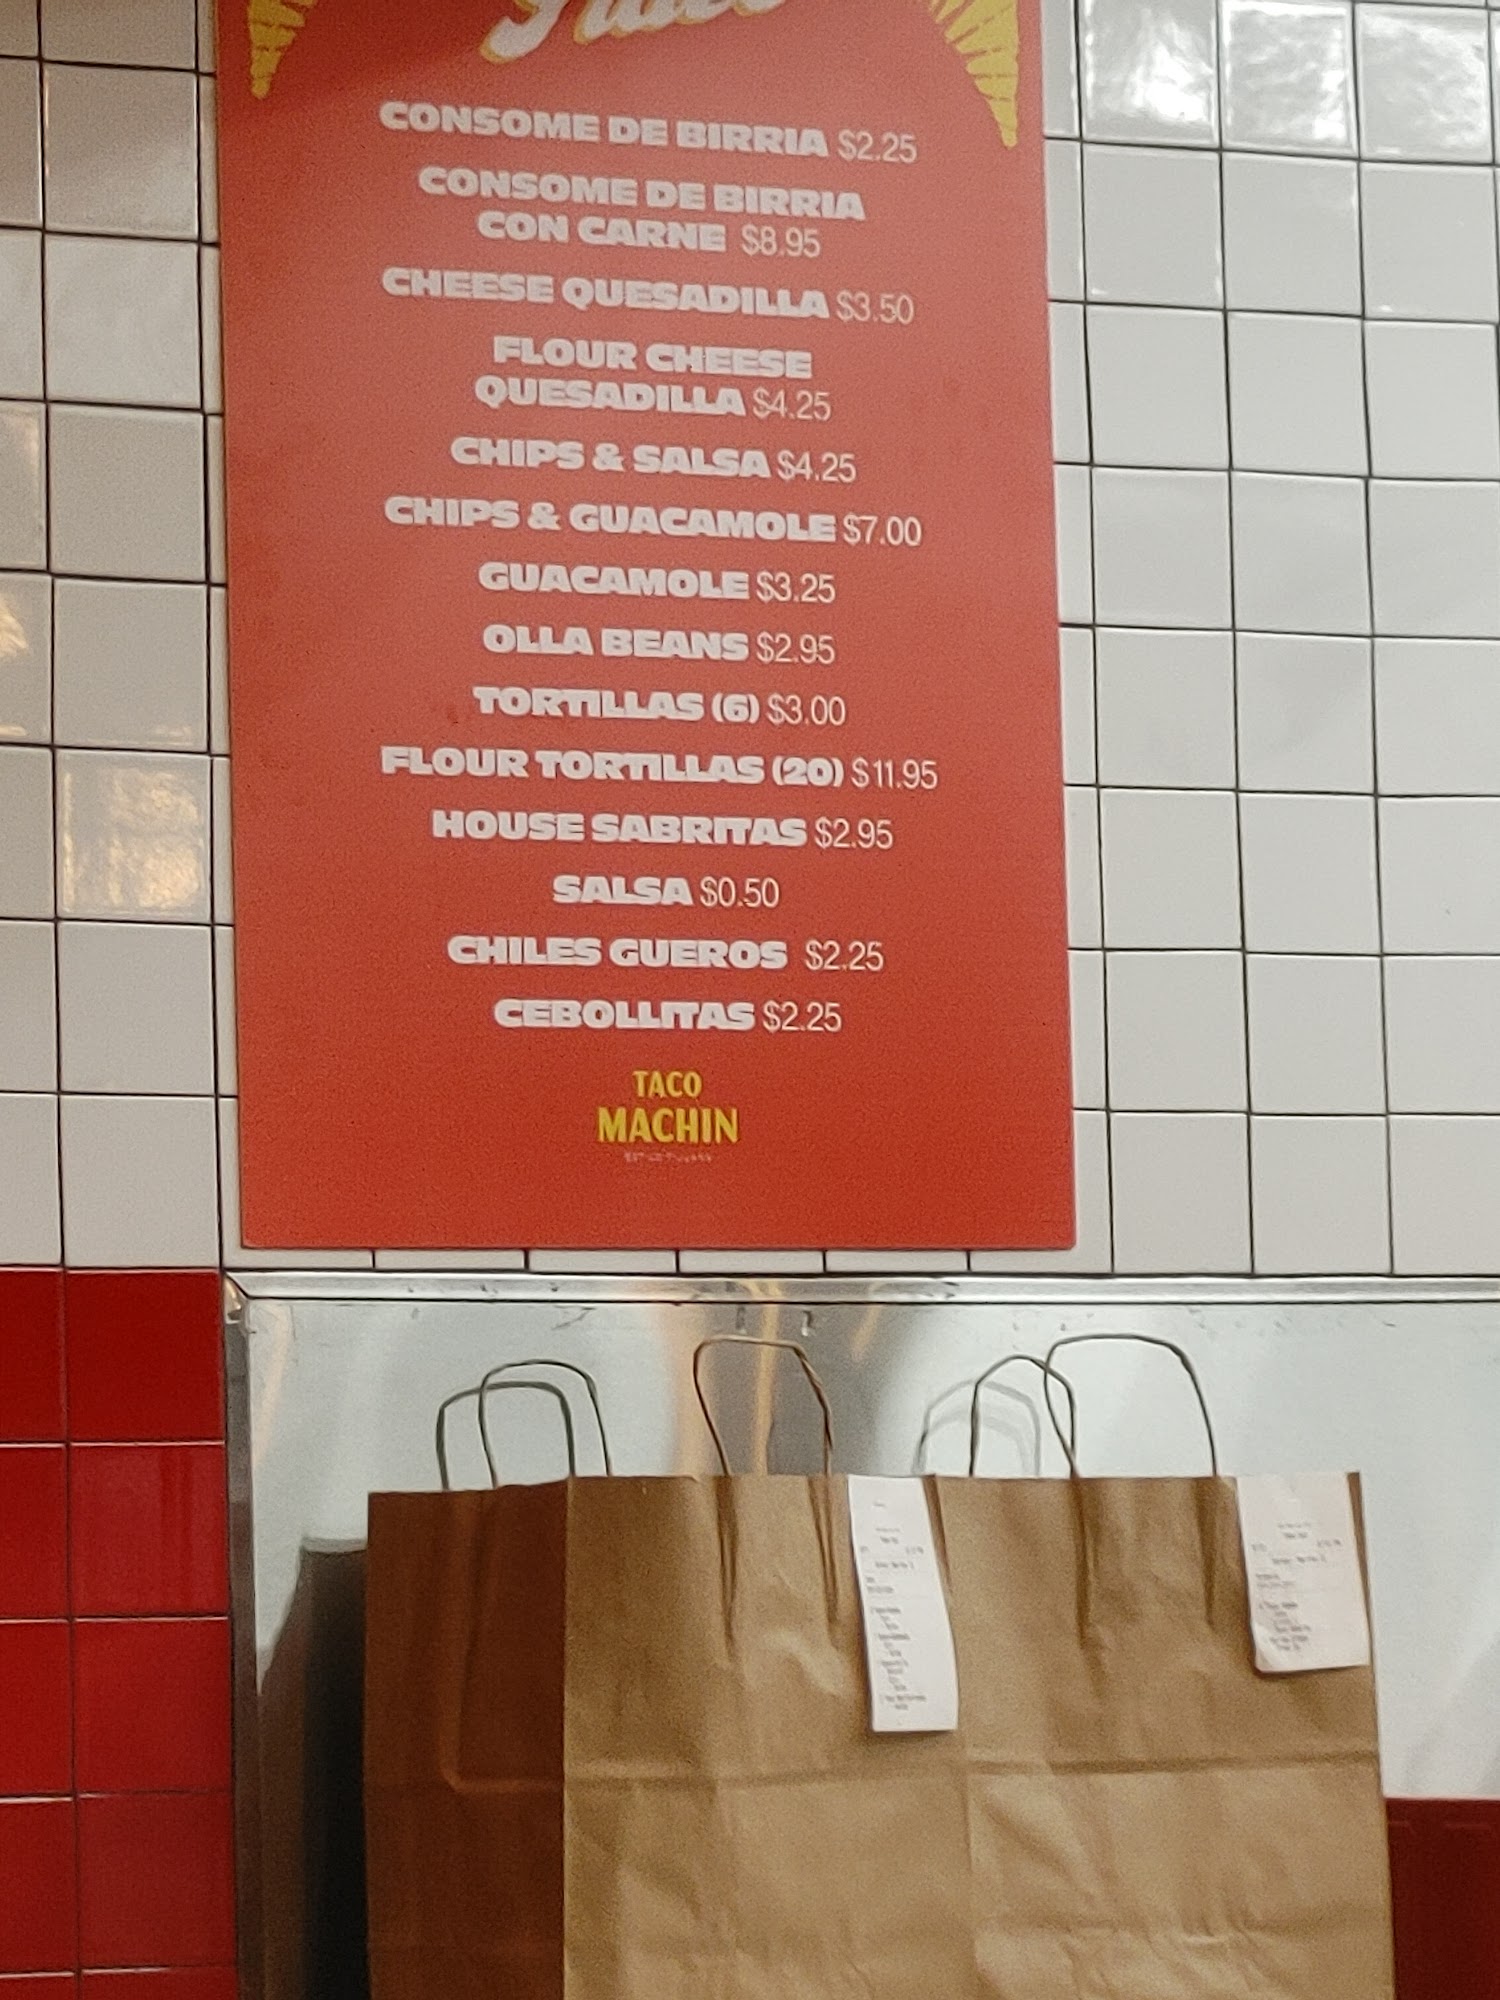 CONSOME DE BIRRIA $2.25
CONSOME DE BIRRIA
CON CARNE $8.95
CHEESE QUESADILLA $3.50
FLOUR CHEESE
QUESADILLA $4.25
CHIPS & SALSA $4.25
CHIPS & GUACAMOLE $7.00
GUACAMOLE $3.25
OLLA BEANS $2.95
TORTILLAS (6) $3.00
FLOUR TORTILLAS (20) $11.95
HOUSE SABRITAS $2.95
SALSA $0.50
CHILES GUEROS $2.25
CEBOLLITAS $2.25
TACO
MACHIN